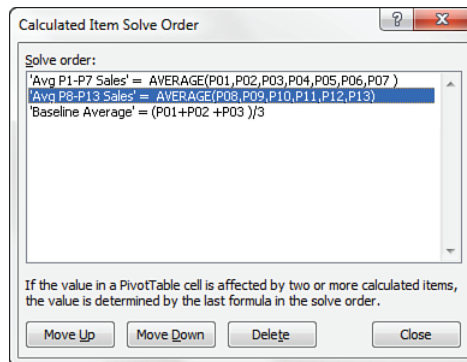 Calculated Item Solve Order
Solve order:
'Avg P1-P7 Sales' = AVERAGE(P01,P02,P03,P04,P05,P06,P07 )
'Avg P8-P13 Sales' = AVERAGE(P08,P09,P10,P11,P12,P13)
'Baseline Average' = (P01+P02 +P03 )/3
If the value in a PivotTable cell is affected by two or more calculated items,
the value is determined by the last formula in the solve order.
Move Up Move Down Delete Close